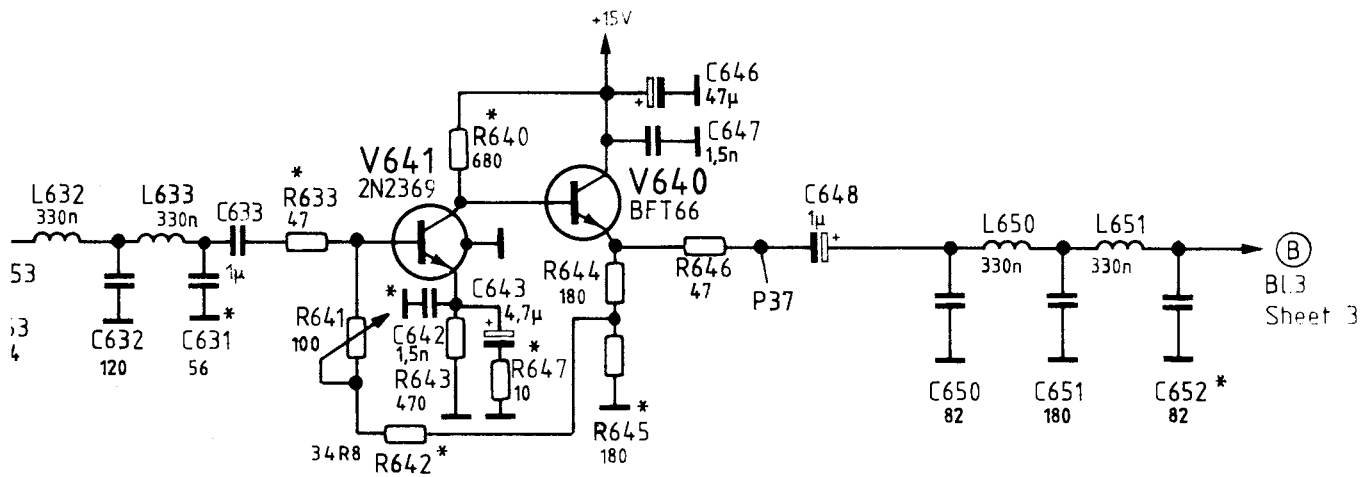 +15V
C646
47µ
*
R640
680
C647
1,5n
V641
2N2369
V640
BFT66
L632
330n
L633
330n
C633
1µ
*
R633
47
C648
1µ
+
L650
330n
L651
330n
B
Bl.3
Sheet 3
53
53
4
C632
120
C631 *
56
R641
100
*
C642
1,5n
R643
470
C643
4,7µ
+
*
R647
10
R644
180
R646
47
P37
*
R645
180
34R8
R642 *
C650
82
C651
180
C652 *
82
+